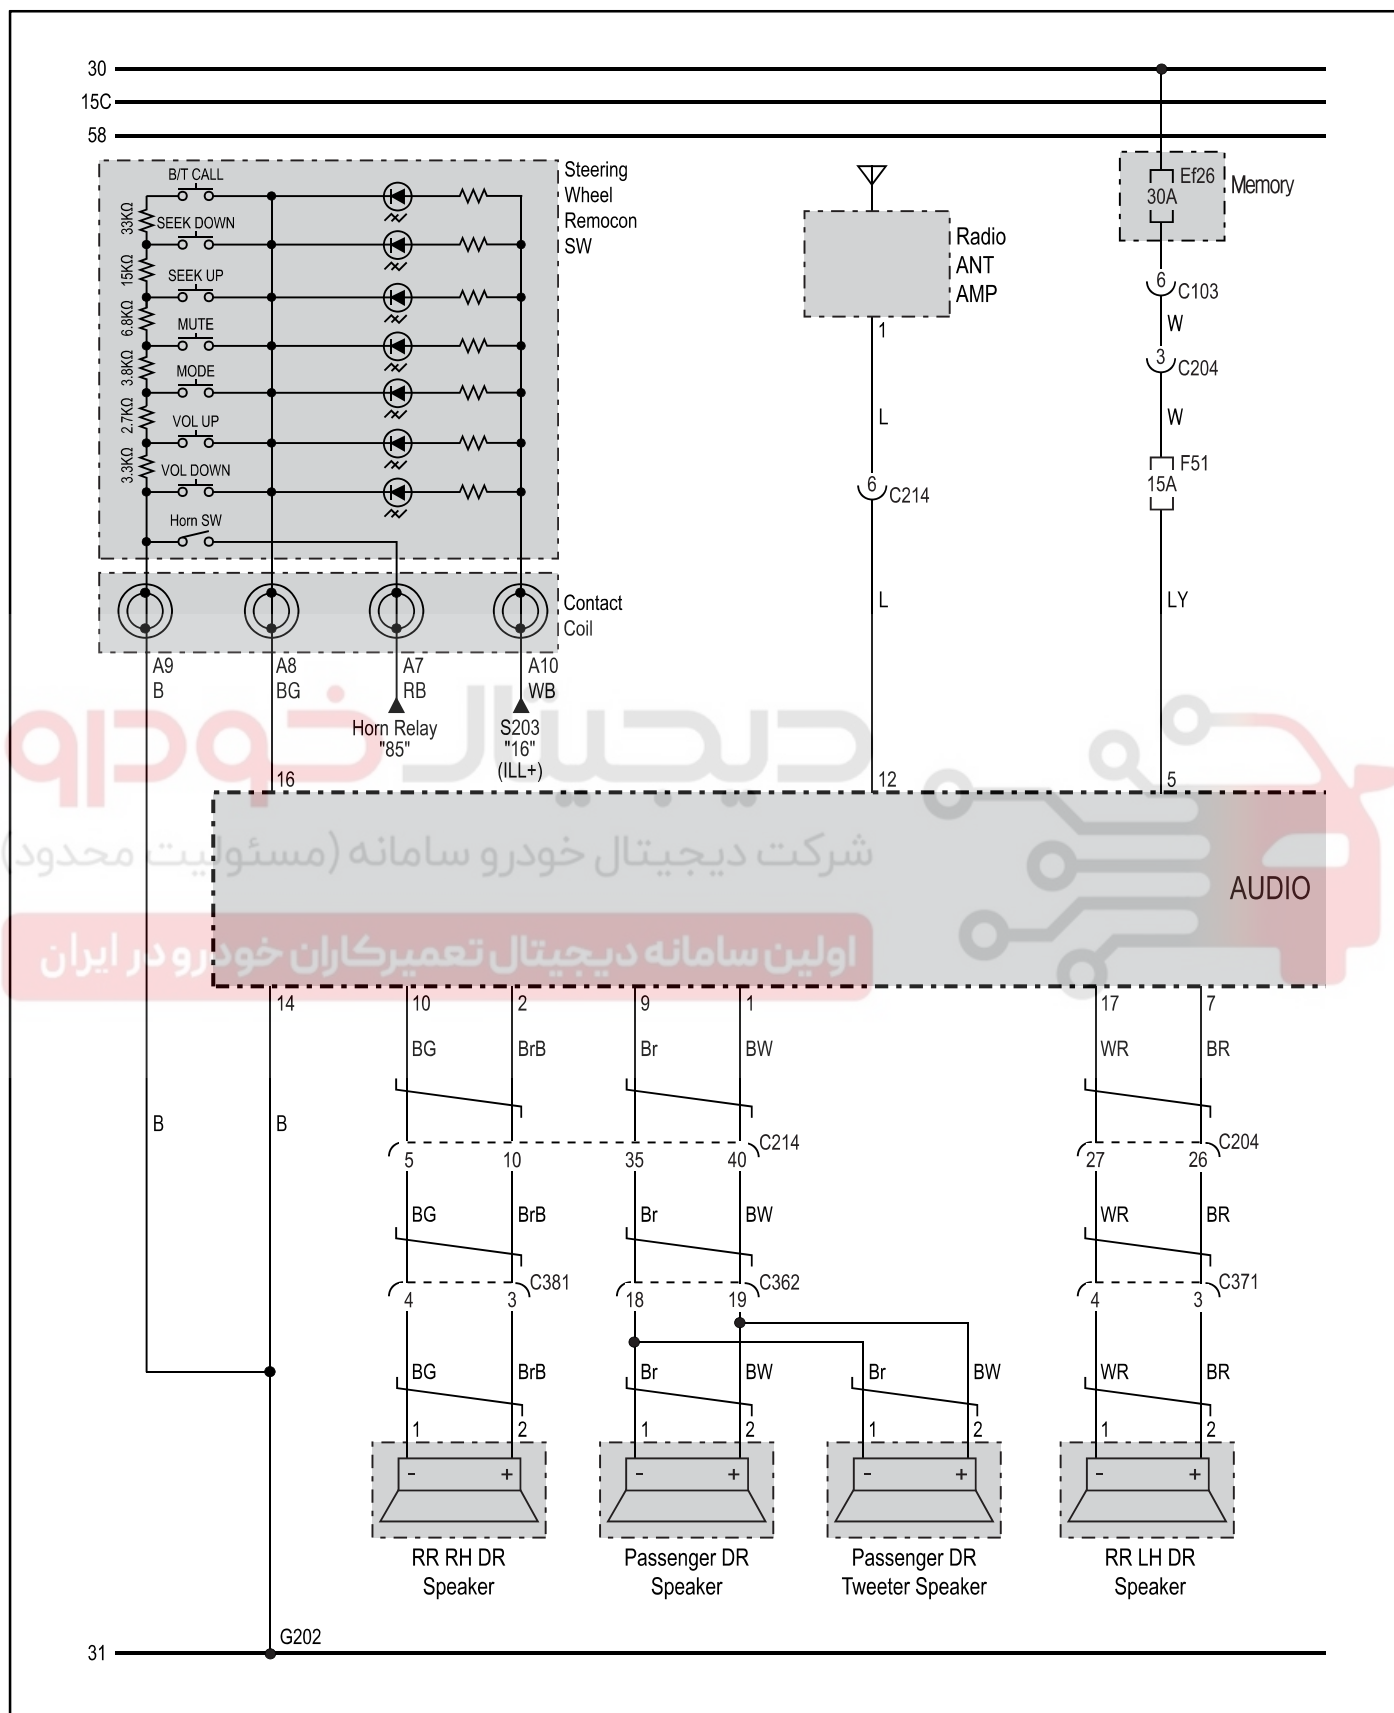 30
15C
58
B/T CALL
SEEK DOWN
SEEK UP
MUTE
MODE
VOL UP
VOL DOWN
Horn SW
33KΩ
15KΩ
6.8KΩ
3.8KΩ
2.7KΩ
3.3KΩ
Steering
Wheel
Remocon
SW
Radio
ANT
AMP
1
L
6
C214
L
12
Ef26
30A
Memory
6
C103
W
3
C204
W
F51
15A
LY
5
Contact
Coil
A9
B
A8
BG
A7
RB
A10
WB
Horn Relay
"85"
S203
"16"
(ILL+)
16
دیجیتال خودرو
شرکت دیجیتال خودرو سامانه (مسئولیت محدود)
اولین سامانه دیجیتال تعمیرکاران خودرو در ایران
AUDIO
14
10
2
9
1
17
7
BG
BrB
Br
BW
WR
BR
B
B
C214
C204
5
10
35
40
27
26
BG
BrB
Br
BW
WR
BR
C381
C362
C371
4
3
18
19
4
3
BG
BrB
Br
BW
Br
BW
WR
BR
1
2
1
2
1
2
1
2
-
+
-
+
-
+
-
+
RR RH DR
Speaker
Passenger DR
Speaker
Passenger DR
Tweeter Speaker
RR LH DR
Speaker
G202
31